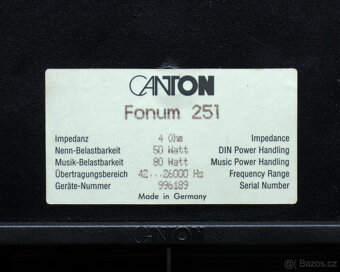 CANTON
Fonum 251
Impedanz 4 Ohm Impedance
Nenn-Belastbarkeit 50 Watt DIN Power Handling
Musik-Belastbarkeit 80 Watt Music Power Handling
Übertragungsbereich 42...26000 Hz Frequency Range
Geräte-Nummer 996189 Serial Number
Made in Germany
CANTON
Bazos.cz